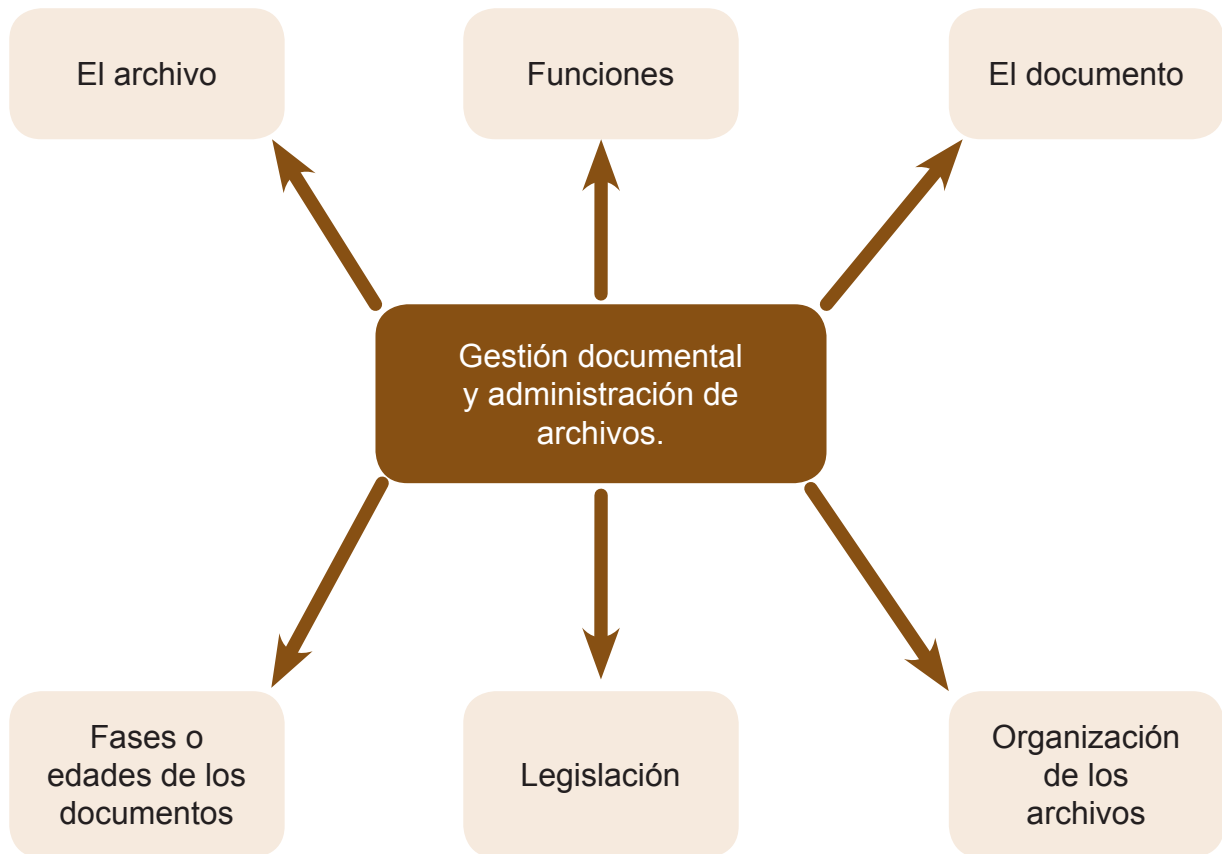 El archivo
Funciones
El documento
Gestión documental
y administración de
archivos.
Fases o
edades de los
documentos
Legislación
Organización
de los
archivos